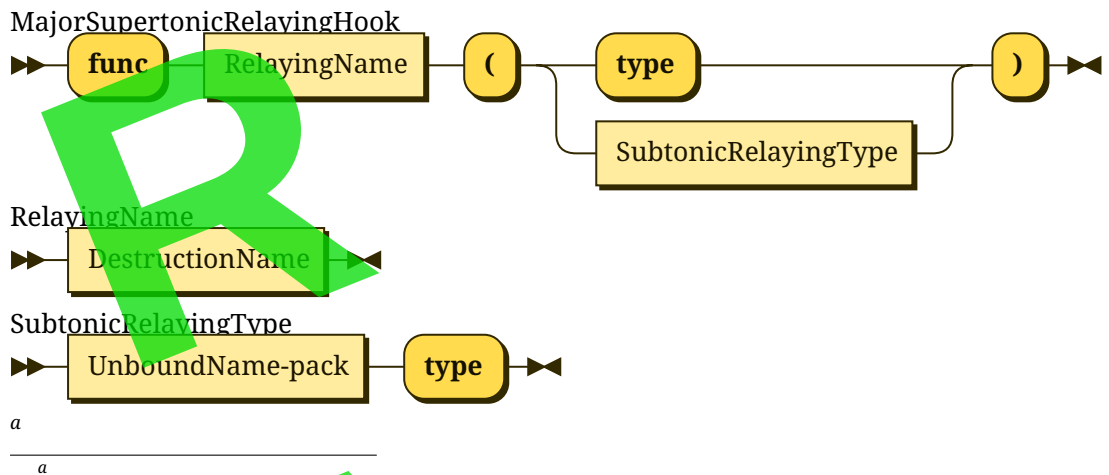 MajorSupertonicRelayingHook
func RelayingName ( type )
SubtonicRelayingType
RelayingName
DestructionName
SubtonicRelayingType
UnboundName-pack type
a
a
R